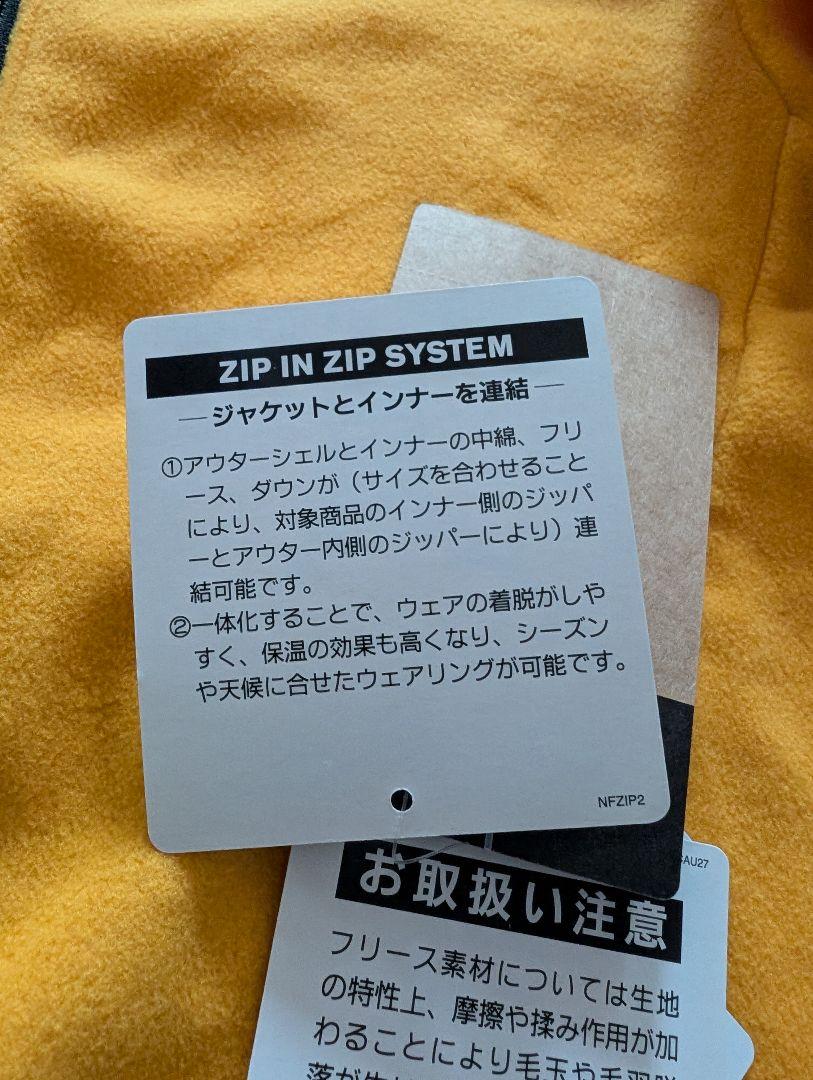 ZIP IN ZIP SYSTEM
—ジャケットとインナーを連結—
①アウターシェルとインナーの中綿、フリ
ース、ダウンが（サイズを合わせること
により、対象商品のインナー側のジッパ
ーとアウター内側のジッパーにより）連
結可能です。
②一体化することで、ウェアの着脱がしや
すく、保温の効果も高くなり、シーズン
や天候に合せたウェアリングが可能です。
NFZIP2
AU27
お取扱い注意
フリース素材については生地
の特性上、摩擦や揉み作用が加
わることにより毛玉や毛羽脱
落が生